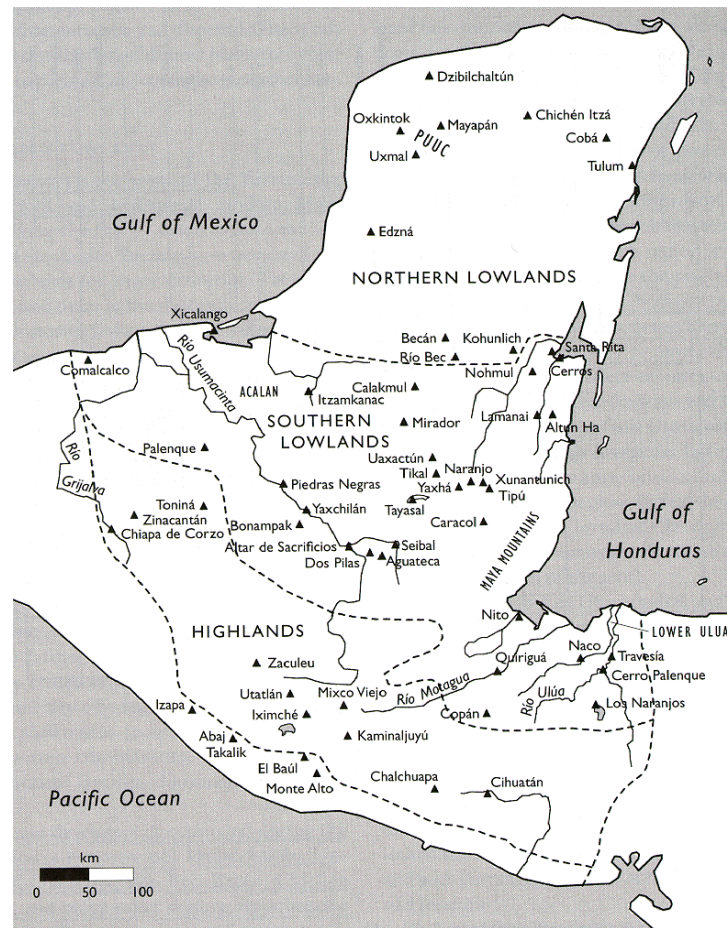 Dzibilchaltún
Oxkintok
Mayapán
Chichén Itzá
PUUC
Cobá
Uxmal
Tulum
Gulf of Mexico
Edzná
NORTHERN LOWLANDS
Xicalango
Becán
Kohunlich
Santa Rita
Río Bec
Comalcalco
Río Usumacinta
Nohmul
Cerros
ACALAN
Calakmul
Itzamkanac
SOUTHERN
LOWLANDS
Mirador
Lamanai
Altun Ha
Palenque
Uaxactún
Río
Grijalva
Tikal
Naranjo
Xunantunich
Piedras Negras
Yaxhá
Tipú
Toniná
Tayasal
Zinacantán
Yaxchilán
Gulf of
Honduras
Chiapa de Corzo
Bonampak
Caracol
MAYA MOUNTAINS
Altar de Sacrificios
Seibal
Dos Pilas
Aguateca
Nito
HIGHLANDS
LOWER ULUA
Naco
Travesía
Zaculeu
Quiriguá
Cerro Palenque
Utatlán
Mixco Viejo
Río Motagua
Río Ulúa
Izapa
Iximché
Copán
Los Naranjos
Abaj
Takalik
Kaminaljuyú
El Baúl
Monte Alto
Chalchuapa
Cihuatán
Pacific Ocean
km
0 50 100